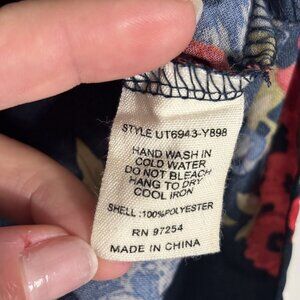 STYLE UT6943-Y898
HAND WASH IN
COLD WATER
DO NOT BLEACH
HANG TO DRY
COOL IRON
SHELL:100%POLYESTER
RN 97254
MADE IN CHINA